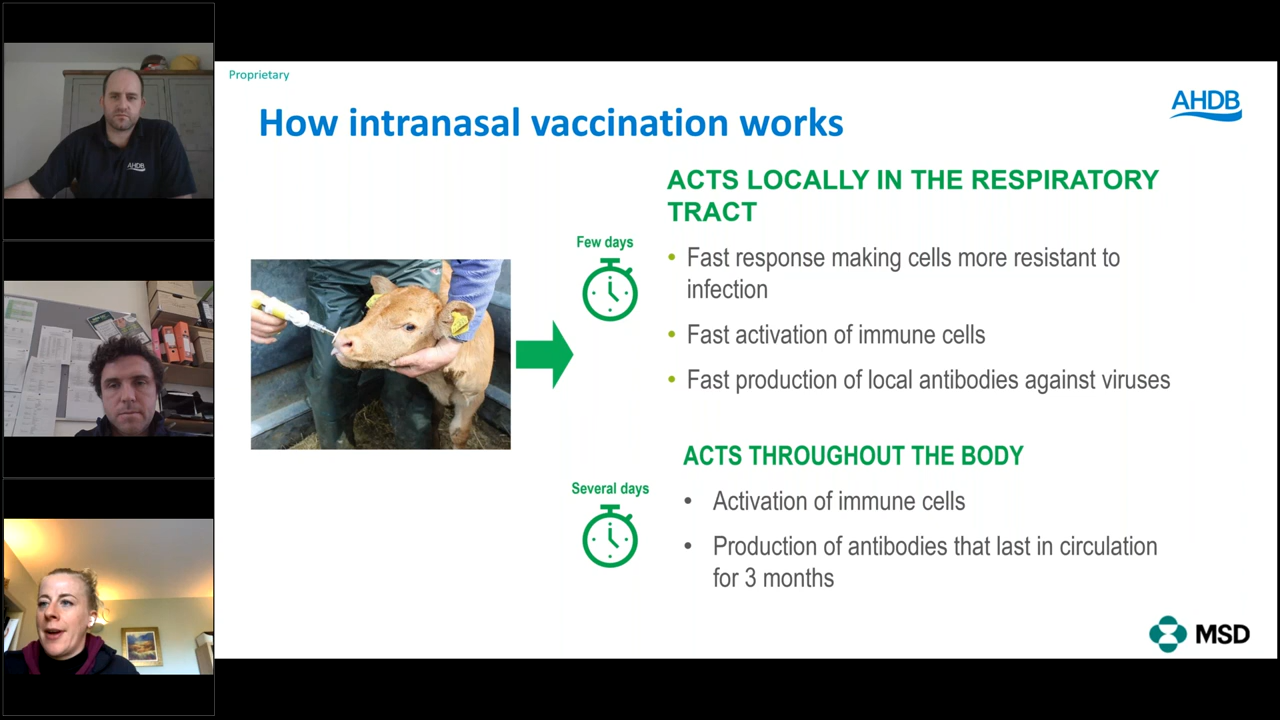 Proprietary
AHDB
How intranasal vaccination works
ACTS LOCALLY IN THE RESPIRATORY
TRACT
Few days
• Fast response making cells more resistant to
infection
• Fast activation of immune cells
• Fast production of local antibodies against viruses
ACTS THROUGHOUT THE BODY
Several days
• Activation of immune cells
• Production of antibodies that last in circulation
for 3 months
MSD
AHDB